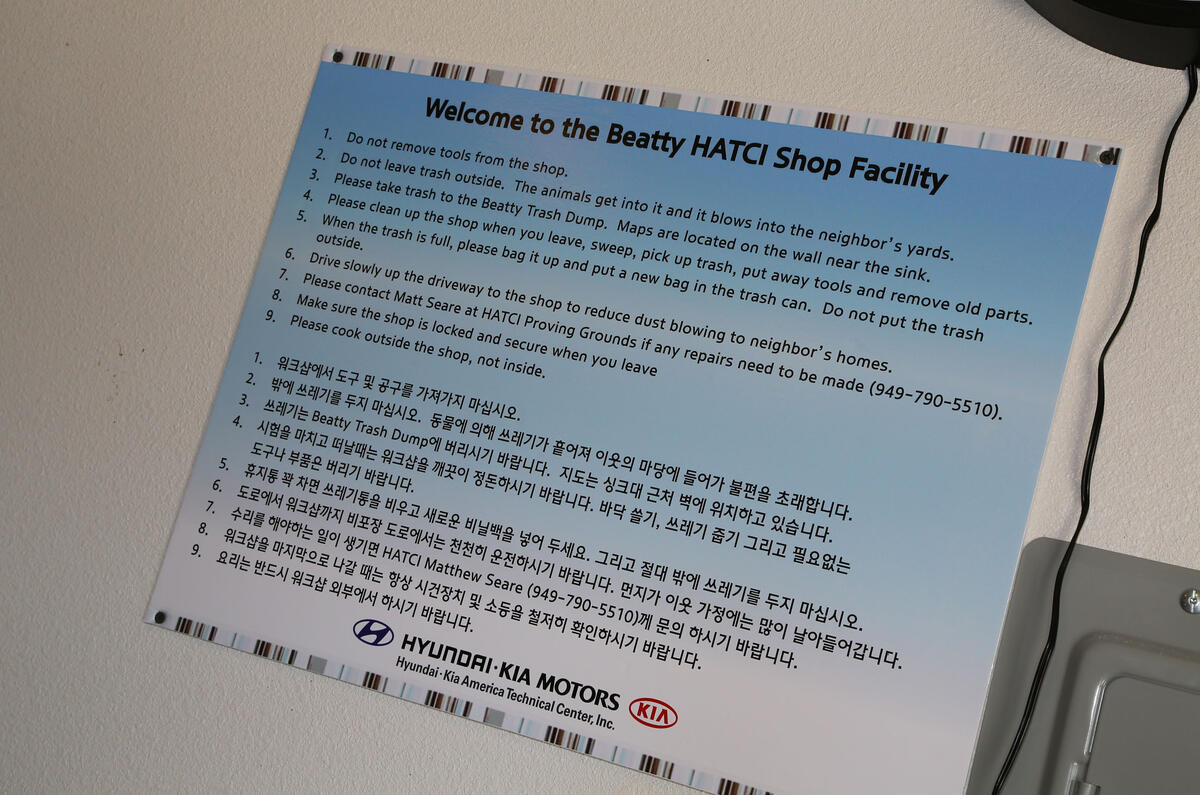 Welcome to the Beatty HATCI Shop Facility
1. Do not remove tools from the shop.
2. Do not leave trash outside. The animals get into it and it blows into the neighbor's yards.
3. Please take trash to the Beatty Trash Dump. Maps are located on the wall near the sink.
4. Please clean up the shop when you leave, sweep, pick up trash, put away tools and remove old parts.
5. When the trash is full, please bag it up and put a new bag in the trash can. Do not put the trash
outside.
6. Drive slowly up the driveway to the shop to reduce dust blowing to neighbor's homes.
7. Please contact Matt Seare at HATCI Proving Grounds if any repairs need to be made (949-790-5510).
8. Make sure the shop is locked and secure when you leave
9. Please cook outside the shop, not inside.
1. 워크샵에서 도구 및 공구를 가져가지 마십시오.
2. 밖에 쓰레기를 두지 마십시오. 동물에 의해 쓰레기가 흩어져 이웃의 마당에 들어가 불편을 초래합니다.
3. 쓰레기는 Beatty Trash Dump에 버리시기 바랍니다. 지도는 싱크대 근처 벽에 위치하고 있습니다.
4. 시험을 마치고 떠날때는 워크샵을 깨끗이 정돈하시기 바랍니다. 바닥 쓸기, 쓰레기 줍기 그리고 필요없는
도구나 부품은 버리기 바랍니다.
5. 휴지통 꽉 차면 쓰레기통을 비우고 새로운 비닐백을 넣어 두세요. 그리고 절대 밖에 쓰레기를 두지 마십시오.
6. 도로에서 워크샵까지 비포장 도로에서는 천천히 운전하시기 바랍니다. 먼지가 이웃 가정에는 많이 날아들어갑니다.
7. 수리를 해야하는 일이 생기면 HATCI Matthew Seare (949-790-5510)께 문의 하시기 바랍니다.
8. 워크샵을 마지막으로 나갈 때는 항상 시건장치 및 소등을 철저히 확인하시기 바랍니다.
9. 요리는 반드시 워크샵 외부에서 하시기 바랍니다.
HYUNDAI·KIA MOTORS
Hyundai·Kia America Technical Center, Inc.
KIA